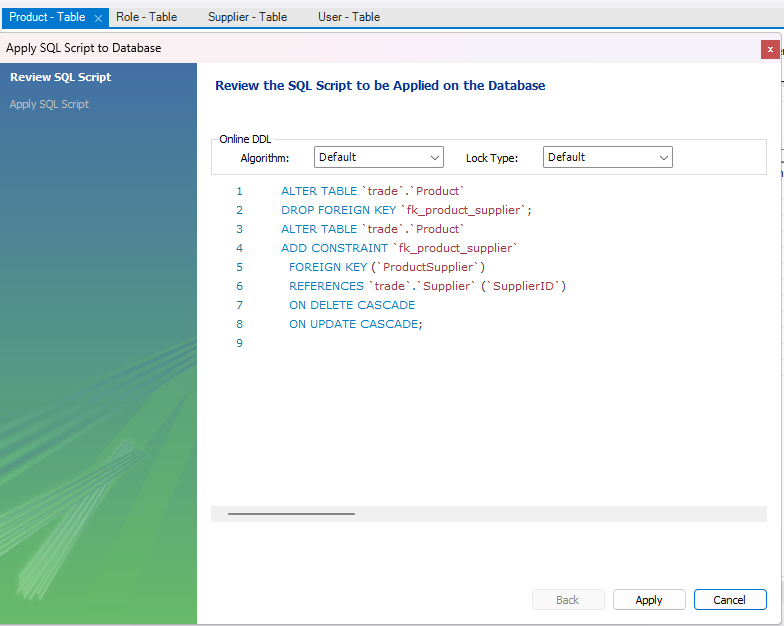 Product - Table × Role - Table Supplier - Table User - Table
Apply SQL Script to Database x
Review SQL Script
Apply SQL Script
Review the SQL Script to be Applied on the Database
Online DDL
Algorithm: Default Lock Type: Default
1 ALTER TABLE `trade`.`Product`
2 DROP FOREIGN KEY `fk_product_supplier`;
3 ALTER TABLE `trade`.`Product`
4 ADD CONSTRAINT `fk_product_supplier`
5 FOREIGN KEY (`ProductSupplier`)
6 REFERENCES `trade`.`Supplier` (`SupplierID`)
7 ON DELETE CASCADE
8 ON UPDATE CASCADE;
9
Back Apply Cancel